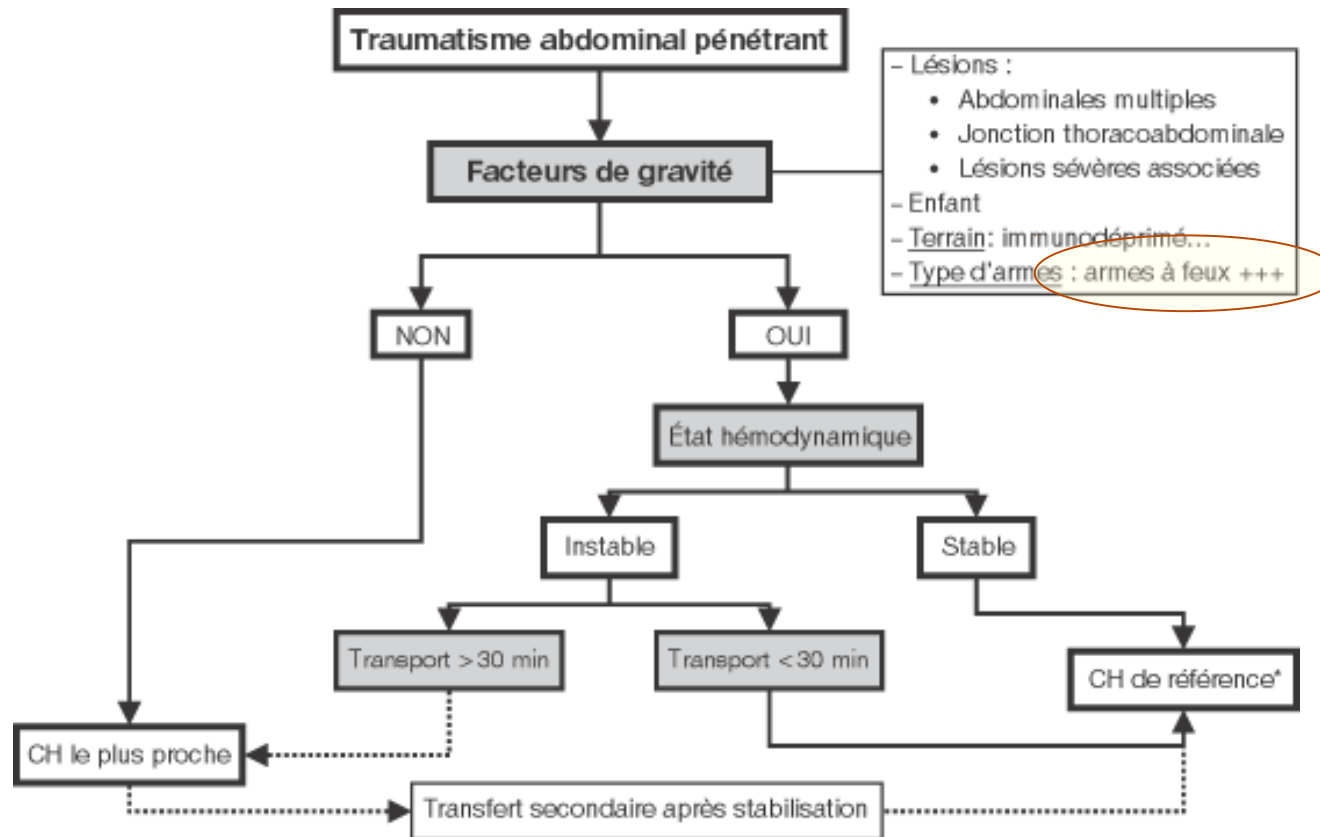 Traumatisme abdominal pénétrant
– Lésions :
• Abdominales multiples
• Jonction thoracoabdominale
• Lésions sévères associées
– Enfant
– Terrain : immunodéprimé...
– Type d'armes : armes à feux +++
Facteurs de gravité
NON
OUI
État hémodynamique
Instable
Stable
Transport > 30 min
Transport < 30 min
CH de référence*
CH le plus proche
Transfert secondaire après stabilisation